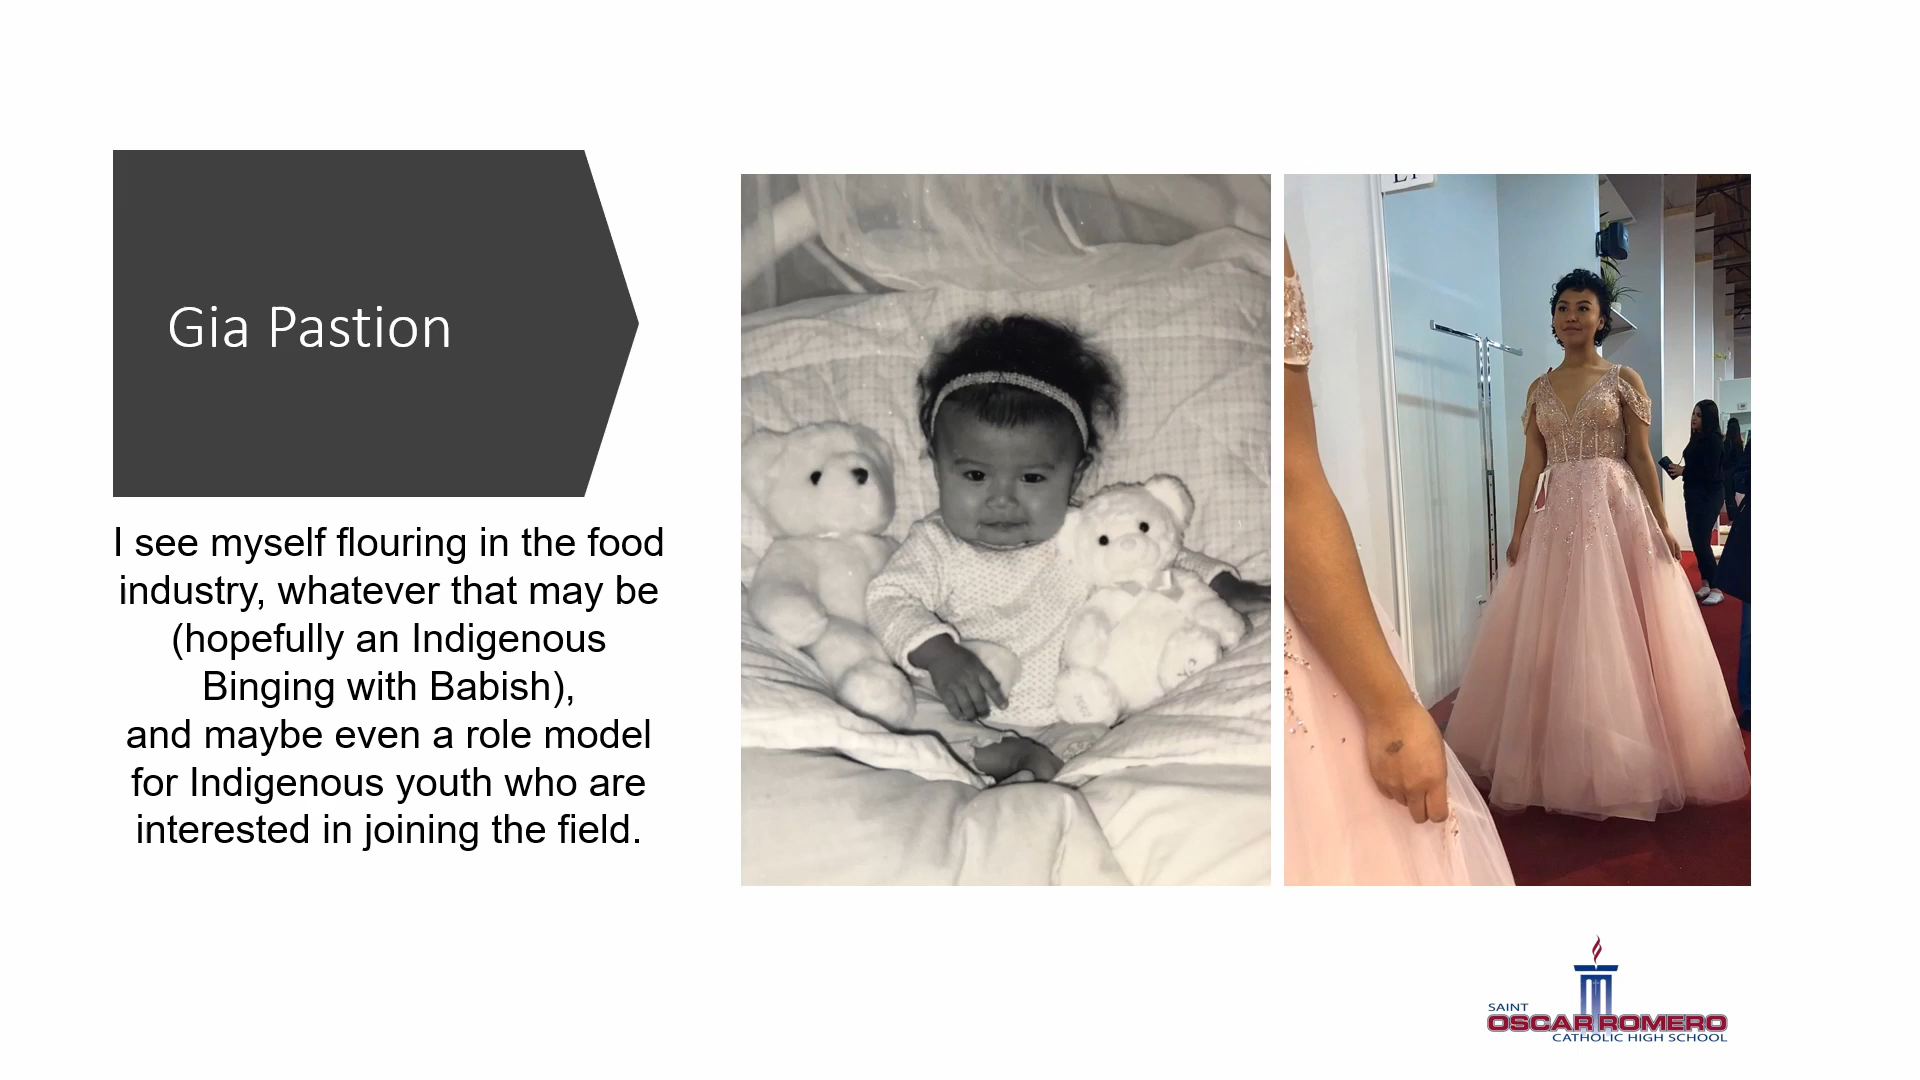 Gia Pastion
I see myself flouring in the food
industry, whatever that may be
(hopefully an Indigenous
Binging with Babish),
and maybe even a role model
for Indigenous youth who are
interested in joining the field.
SAINT
OSCAR ROMERO
CATHOLIC HIGH SCHOOL